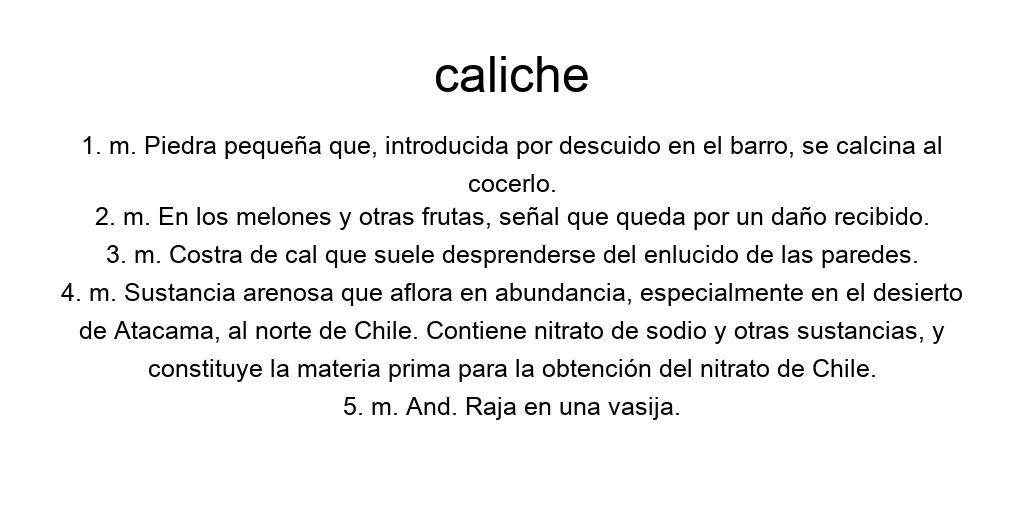 caliche
1. m. Piedra pequeña que, introducida por descuido en el barro, se calcina al
cocerlo.
2. m. En los melones y otras frutas, señal que queda por un daño recibido.
3. m. Costra de cal que suele desprenderse del enlucido de las paredes.
4. m. Sustancia arenosa que aflora en abundancia, especialmente en el desierto
de Atacama, al norte de Chile. Contiene nitrato de sodio y otras sustancias, y
constituye la materia prima para la obtención del nitrato de Chile.
5. m. And. Raja en una vasija.